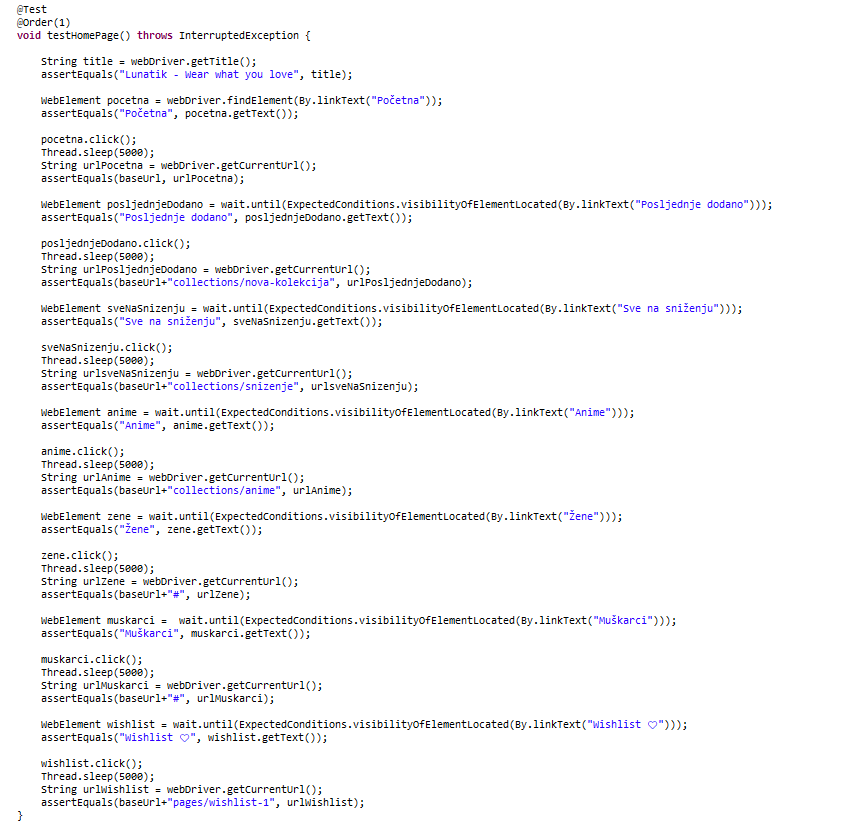 @Test
@Order(1)
void testHomePage() throws InterruptedException {
String title = webDriver.getTitle();
assertEquals("Lunatik - Wear what you love", title);
WebElement pocetna = webDriver.findElement(By.linkText("Početna"));
assertEquals("Početna", pocetna.getText());
pocetna.click();
Thread.sleep(5000);
String urlPocetna = webDriver.getCurrentUrl();
assertEquals(baseUrl, urlPocetna);
WebElement posljednjeDodano = wait.until(ExpectedConditions.visibilityOfElementLocated(By.linkText("Posljednje dodano")));
assertEquals("Posljednje dodano", posljednjeDodano.getText());
posljednjeDodano.click();
Thread.sleep(5000);
String urlPosljednjeDodano = webDriver.getCurrentUrl();
assertEquals(baseUrl+"collections/nova-kolekcija", urlPosljednjeDodano);
WebElement sveNaSnizenju = wait.until(ExpectedConditions.visibilityOfElementLocated(By.linkText("Sve na sniženju")));
assertEquals("Sve na sniženju", sveNaSnizenju.getText());
sveNaSnizenju.click();
Thread.sleep(5000);
String urlsveNaSnizenju = webDriver.getCurrentUrl();
assertEquals(baseUrl+"collections/snizenje", urlsveNaSnizenju);
WebElement anime = wait.until(ExpectedConditions.visibilityOfElementLocated(By.linkText("Anime")));
assertEquals("Anime", anime.getText());
anime.click();
Thread.sleep(5000);
String urlAnime = webDriver.getCurrentUrl();
assertEquals(baseUrl+"collections/anime", urlAnime);
WebElement zene = wait.until(ExpectedConditions.visibilityOfElementLocated(By.linkText("Žene")));
assertEquals("Žene", zene.getText());
zene.click();
Thread.sleep(5000);
String urlZene = webDriver.getCurrentUrl();
assertEquals(baseUrl+"#", urlZene);
WebElement muskarci =  wait.until(ExpectedConditions.visibilityOfElementLocated(By.linkText("Muškarci")));
assertEquals("Muškarci", muskarci.getText());
muskarci.click();
Thread.sleep(5000);
String urlMuskarci = webDriver.getCurrentUrl();
assertEquals(baseUrl+"#", urlMuskarci);
WebElement wishlist = wait.until(ExpectedConditions.visibilityOfElementLocated(By.linkText("Wishlist ♡")));
assertEquals("Wishlist ♡", wishlist.getText());
wishlist.click();
Thread.sleep(5000);
String urlWishlist = webDriver.getCurrentUrl();
assertEquals(baseUrl+"pages/wishlist-1", urlWishlist);
}